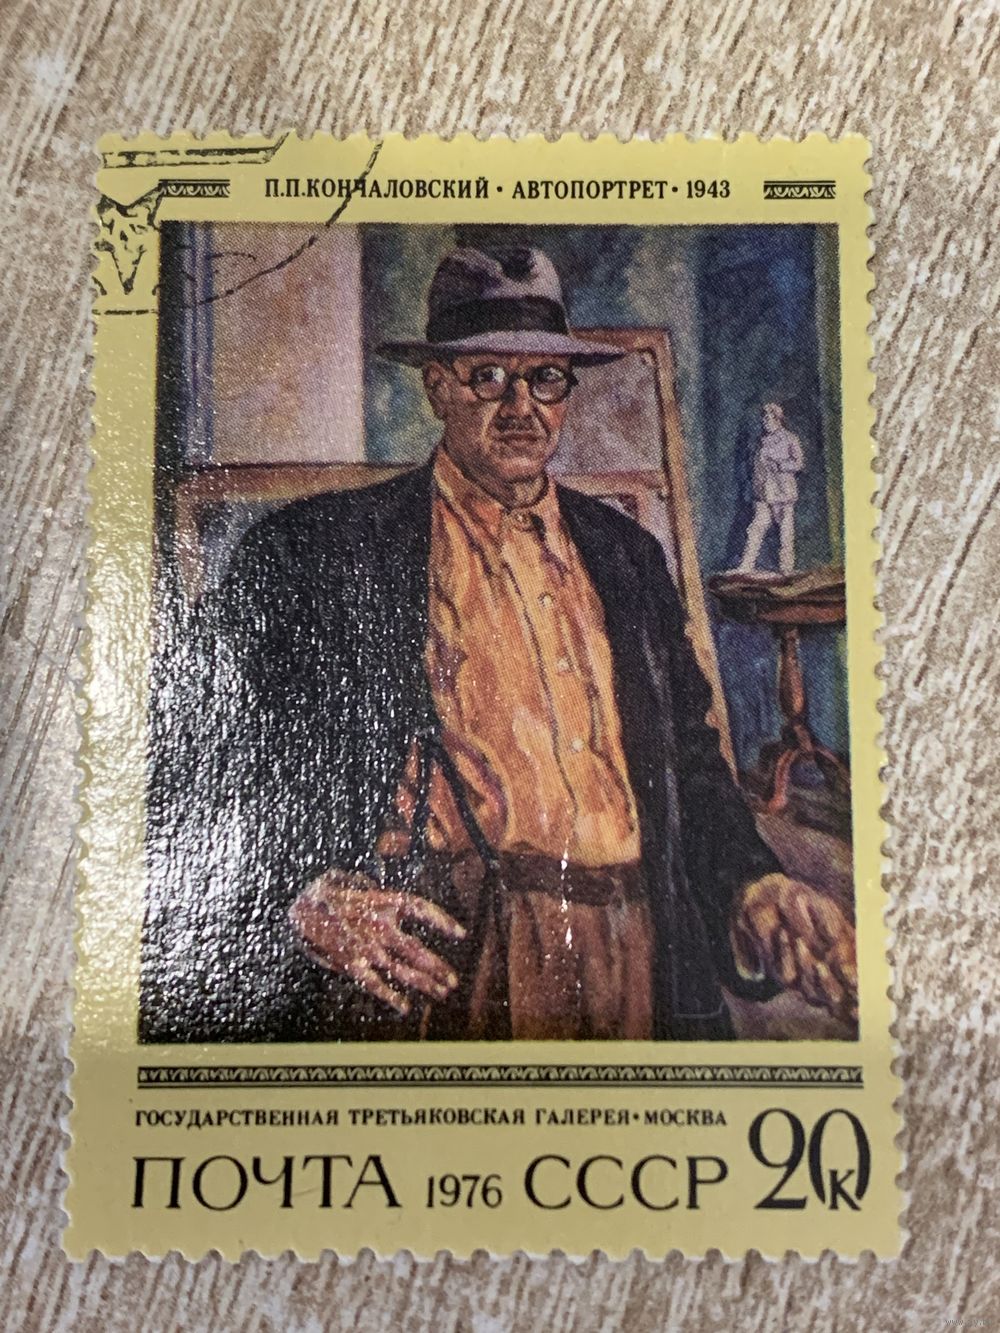 П.П.КОНЧАЛОВСКИЙ • АВТОПОРТРЕТ • 1943
ГОСУДАРСТВЕННАЯ ТРЕТЬЯКОВСКАЯ ГАЛЕРЕЯ • МОСКВА
ПОЧТА 1976 СССР 20к